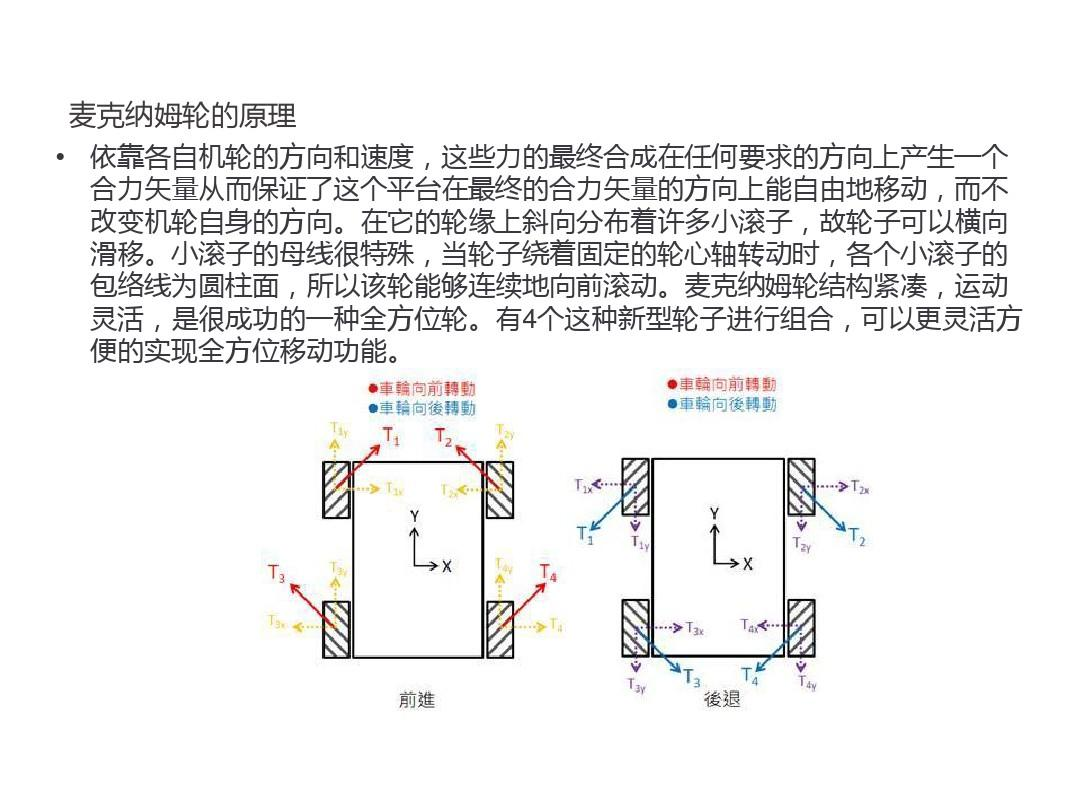 麦克纳姆轮的原理
• 依靠各自机轮的方向和速度，这些力的最终合成在任何要求的方向上产生一个
合力矢量从而保证了这个平台在最终的合力矢量的方向上能自由地移动，而不
改变机轮自身的方向。在它的轮缘上斜向分布着许多小滚子，故轮子可以横向
滑移。小滚子的母线很特殊，当轮子绕着固定的轮心轴转动时，各个小滚子的
包络线为圆柱面，所以该轮能够连续地向前滚动。麦克纳姆轮结构紧凑，运动
灵活，是很成功的一种全方位轮。有4个这种新型轮子进行组合，可以更灵活方
便的实现全方位移动功能。
●車輪向前轉動
●車輪向後轉動
T1y
T1
T2
T2y
T1x
T2x
Y
X
T3
T3y
T4y
T4
T3x
T4
前進
●車輪向前轉動
●車輪向後轉動
T1x
T2x
Y
T1
T1y
T2y
T2
X
T3x
T4x
T3y
T3
T4
T4y
後退